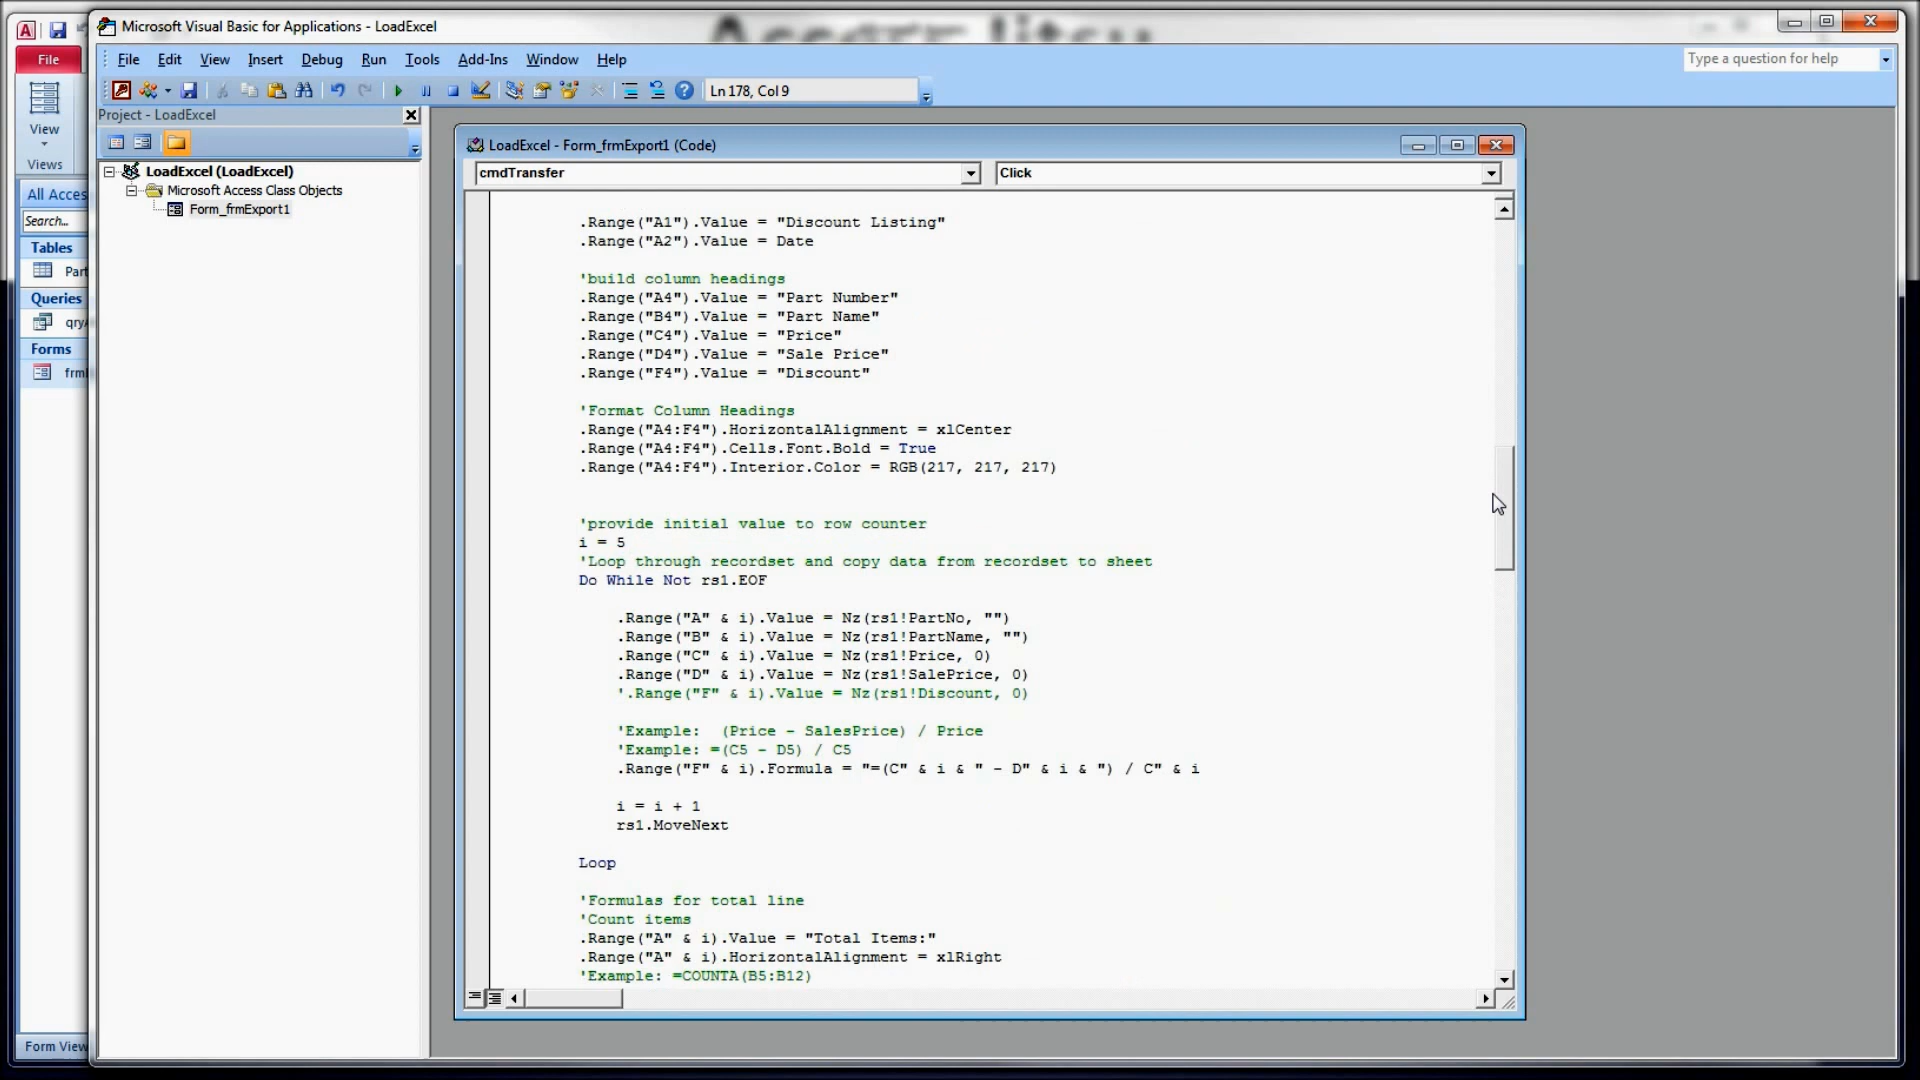 Microsoft Visual Basic for Applications - LoadExcel
File
File Edit View Insert Debug Run Tools Add-Ins Window Help
Type a question for help
Ln 178, Col 9
View
Views
All Acces
Search...
Tables
Part
Queries
qry
Forms
frm
Form View
Project - LoadExcel
LoadExcel (LoadExcel)
Microsoft Access Class Objects
Form_frmExport1
LoadExcel - Form_frmExport1 (Code)
cmdTransfer
Click
.Range("A1").Value = "Discount Listing"
.Range("A2").Value = Date
'build column headings
.Range("A4").Value = "Part Number"
.Range("B4").Value = "Part Name"
.Range("C4").Value = "Price"
.Range("D4").Value = "Sale Price"
.Range("F4").Value = "Discount"
'Format Column Headings
.Range("A4:F4").HorizontalAlignment = xlCenter
.Range("A4:F4").Cells.Font.Bold = True
.Range("A4:F4").Interior.Color = RGB(217, 217, 217)
'provide initial value to row counter
i = 5
'Loop through recordset and copy data from recordset to sheet
Do While Not rs1.EOF
.Range("A" & i).Value = Nz(rs1!PartNo, "")
.Range("B" & i).Value = Nz(rs1!PartName, "")
.Range("C" & i).Value = Nz(rs1!Price, 0)
.Range("D" & i).Value = Nz(rs1!SalePrice, 0)
'.Range("F" & i).Value = Nz(rs1!Discount, 0)
'Example:  (Price - SalesPrice) / Price
'Example: =(C5 - D5) / C5
.Range("F" & i).Formula = "=(C" & i & " - D" & i & ") / C" & i
i = i + 1
rs1.MoveNext
Loop
'Formulas for total line
'Count items
.Range("A" & i).Value = "Total Items:"
.Range("A" & i).HorizontalAlignment = xlRight
'Example: =COUNTA(B5:B12)